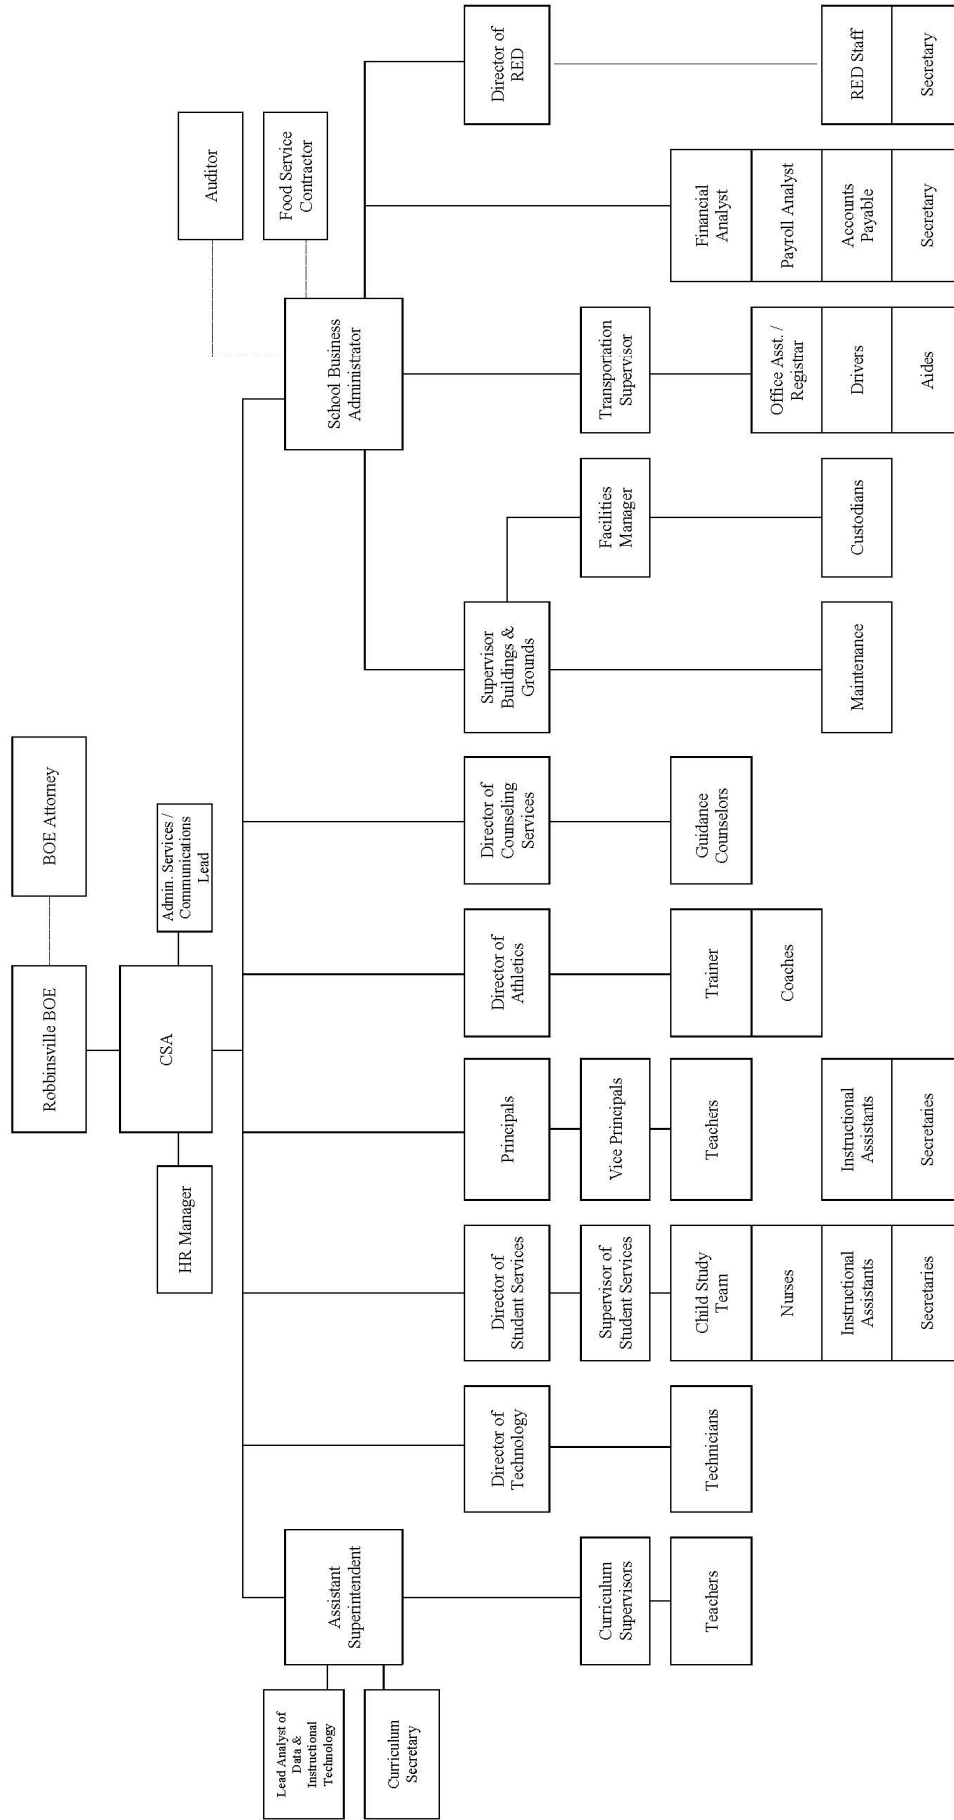 Robbinsville BOE
BOE Attorney
HR Manager
CSA
Admin. Services /
Communications
Lead
Auditor
Food Service
Contractor
Lead Analyst of
Data &
Instructional
Technology
Curriculum
Secretary
Assistant
Superintendent
School Business
Administrator
Director of
Technology
Director of
Student Services
Principals
Director of
Athletics
Director of
Counseling
Services
Supervisor
Buildings &
Grounds
Director of
RED
Curriculum
Supervisors
Supervisor of
Student Services
Vice Principals
Facilities
Manager
Transportation
Supervisor
Teachers
Technicians
Child Study
Team
Nurses
Instructional
Assistants
Secretaries
Teachers
Instructional
Assistants
Secretaries
Trainer
Coaches
Guidance
Counselors
Maintenance
Custodians
Office Asst. /
Registrar
Drivers
Aides
Financial
Analyst
Payroll Analyst
Accounts
Payable
Secretary
RED Staff
Secretary